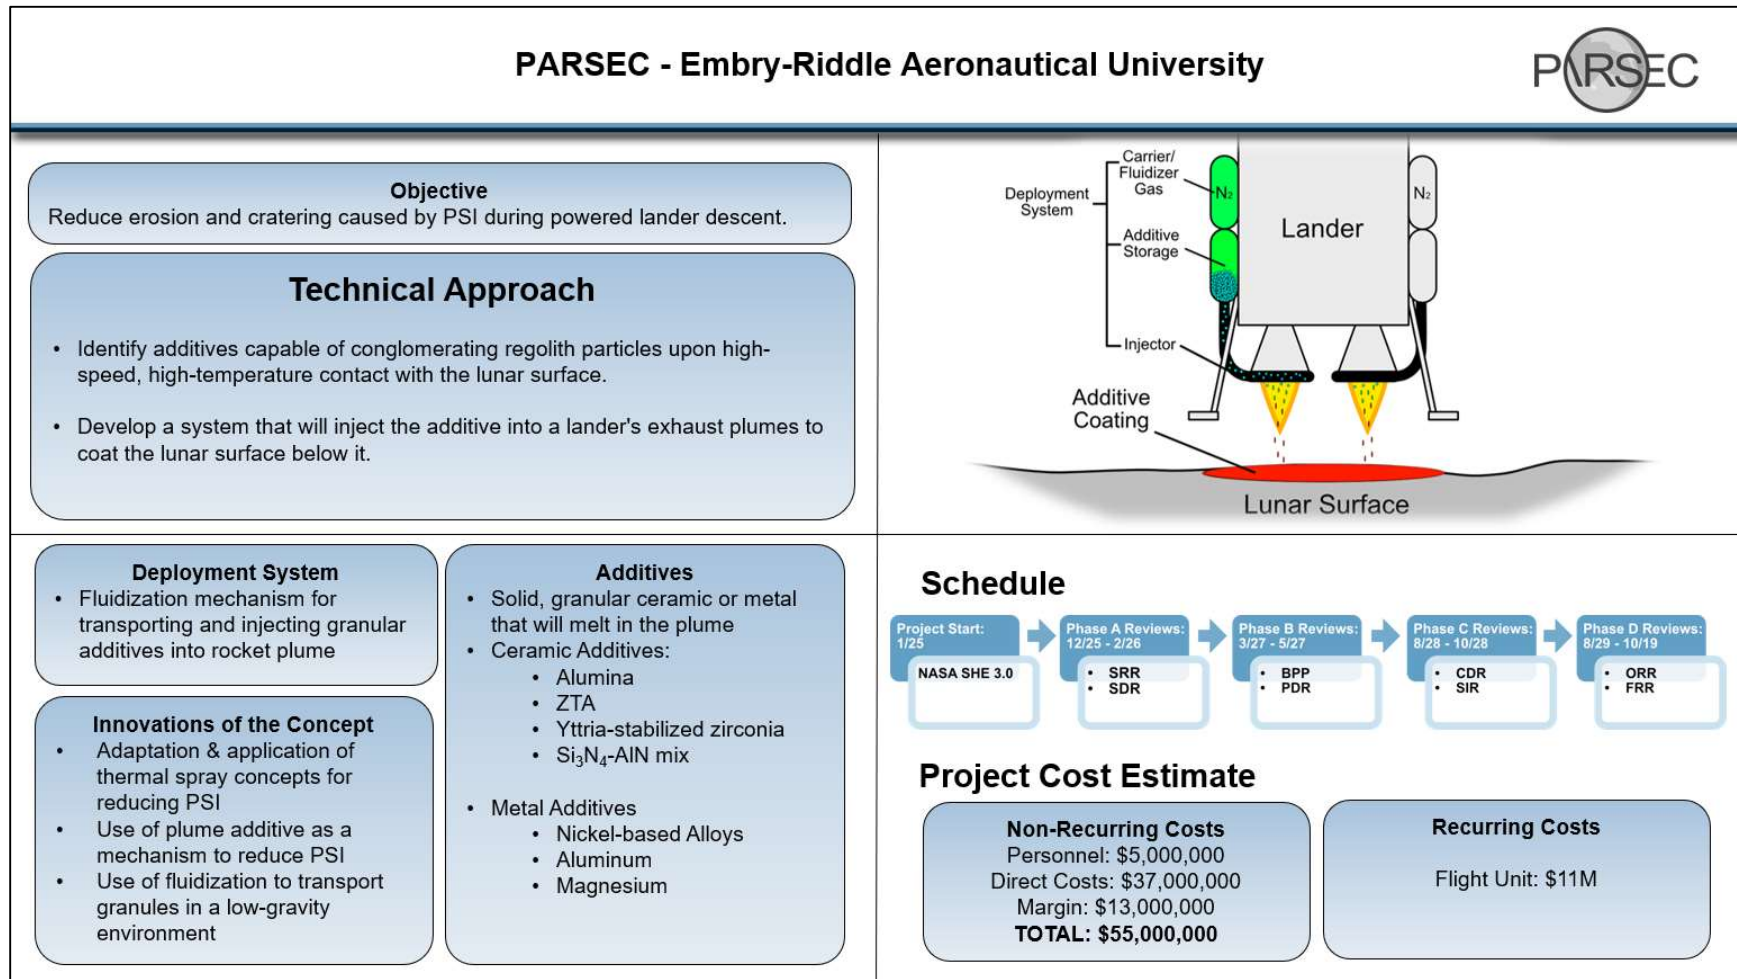 PARSEC - Embry-Riddle Aeronautical University
PARSEC
Objective
Reduce erosion and cratering caused by PSI during powered lander descent.
Technical Approach
• Identify additives capable of conglomerating regolith particles upon high-
speed, high-temperature contact with the lunar surface.
• Develop a system that will inject the additive into a lander's exhaust plumes to
coat the lunar surface below it.
Deployment
System
Carrier/
Fluidizer
Gas
Additive
Storage
Injector
N₂
Lander
N₂
Additive
Coating
Lunar Surface
Deployment System
• Fluidization mechanism for
transporting and injecting granular
additives into rocket plume
Innovations of the Concept
• Adaptation & application of
thermal spray concepts for
reducing PSI
• Use of plume additive as a
mechanism to reduce PSI
• Use of fluidization to transport
granules in a low-gravity
environment
Additives
• Solid, granular ceramic or metal
that will melt in the plume
• Ceramic Additives:
• Alumina
• ZTA
• Yttria-stabilized zirconia
• Si₃N₄-AlN mix
• Metal Additives
• Nickel-based Alloys
• Aluminum
• Magnesium
Schedule
Project Start:
1/25
NASA SHE 3.0
Phase A Reviews:
12/25 - 2/26
• SRR
• SDR
Phase B Reviews:
3/27 - 5/27
• BPP
• PDR
Phase C Reviews:
8/28 - 10/28
• CDR
• SIR
Phase D Reviews:
8/29 - 10/19
• ORR
• FRR
Project Cost Estimate
Non-Recurring Costs
Personnel: $5,000,000
Direct Costs: $37,000,000
Margin: $13,000,000
TOTAL: $55,000,000
Recurring Costs
Flight Unit: $11M